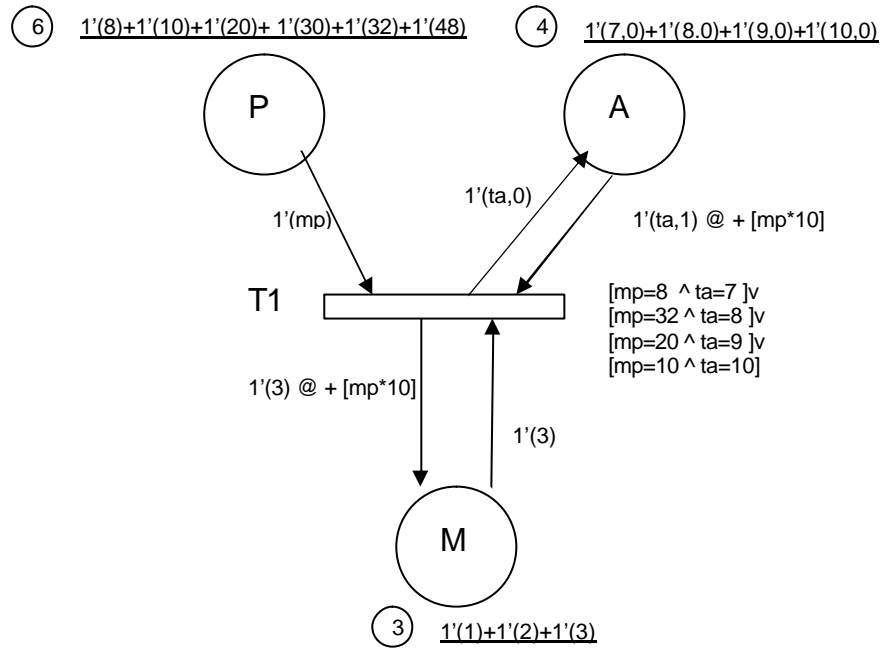 6 1'(8)+1'(10)+1'(20)+ 1'(30)+1'(32)+1'(48)
4 1'(7,0)+1'(8.0)+1'(9,0)+1'(10,0)
P
A
1'(ta,0)
1'(mp)
1'(ta,1) @ + [mp*10]
T1
[mp=8 ^ ta=7 ]v
[mp=32 ^ ta=8 ]v
[mp=20 ^ ta=9 ]v
[mp=10 ^ ta=10]
1'(3) @ + [mp*10]
1'(3)
M
3 1'(1)+1'(2)+1'(3)